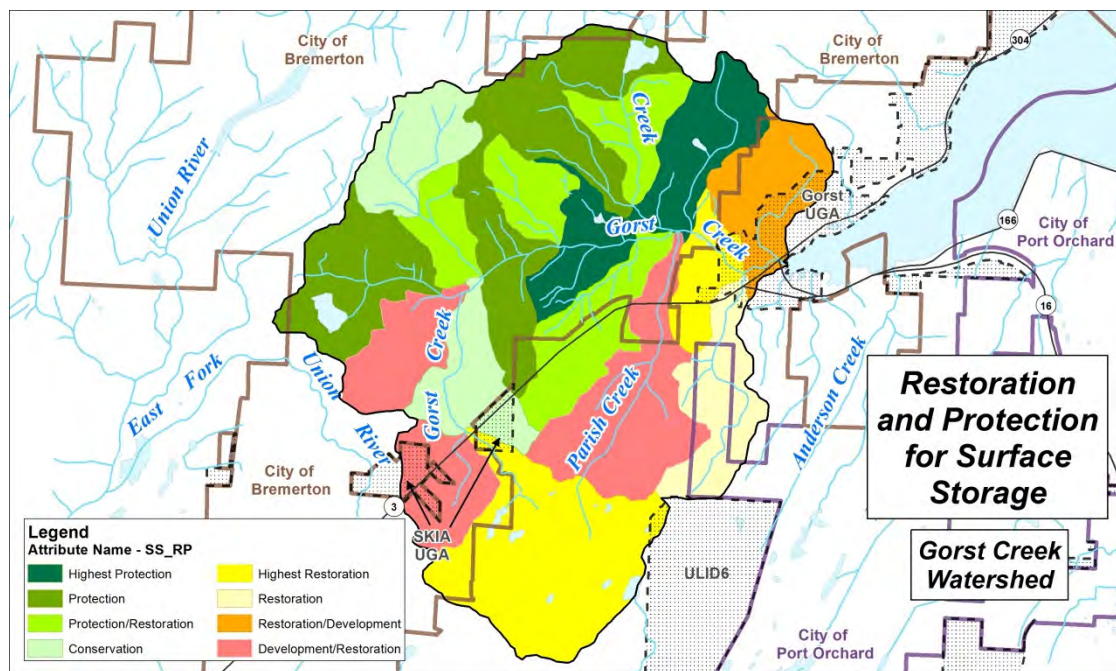 City of
Bremerton
City of
Bremerton
304
Creek
Union River
Gorst
UGA
166
City of
Port Orchard
Gorst
Creek
16
Creek
East Fork
Union
River
Gorst
Parish Creek
Anderson Creek
Restoration
and Protection
for Surface
Storage
City of
Bremerton
3
SKIA
UGA
ULID6
Gorst Creek
Watershed
City of
Port Orchard
Legend
Attribute Name - SS_RP
Highest Protection
Protection
Protection/Restoration
Conservation
Highest Restoration
Restoration
Restoration/Development
Development/Restoration